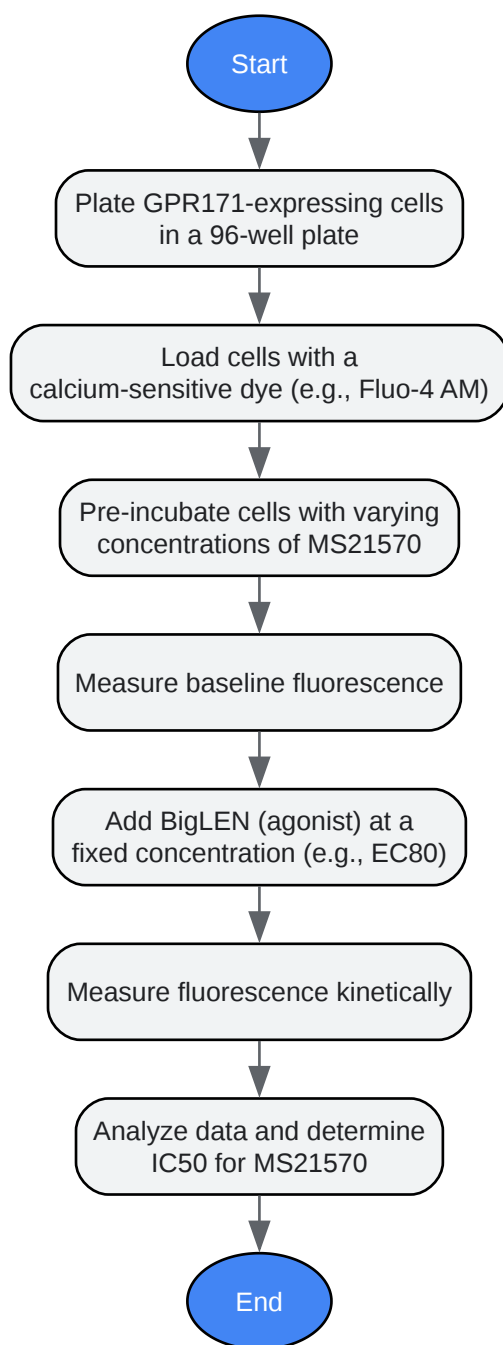 Start
Plate GPR171-expressing cells
in a 96-well plate
Load cells with a
calcium-sensitive dye (e.g., Fluo-4 AM)
Pre-incubate cells with varying
concentrations of MS21570
Measure baseline fluorescence
Add BigLEN (agonist) at a
fixed concentration (e.g., EC80)
Measure fluorescence kinetically
Analyze data and determine
IC50 for MS21570
End